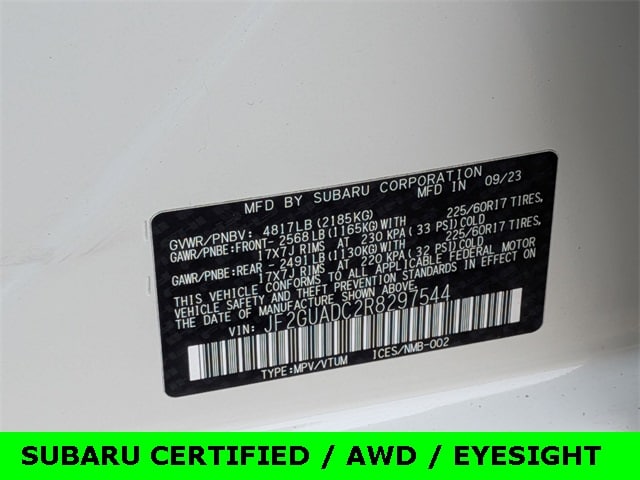 MFD BY SUBARU CORPORATION
MFD IN 09/23
GVWR/PNBV: 4817LB (2185KG)
GAWR/PNBE: FRONT- 2568LB (1165KG) WITH 225/60R17 TIRES,
17X7J RIMS AT 230 KPA (33 PSI) COLD
GAWR/PNBE: REAR - 2491LB (1130KG) WITH 225/60R17 TIRES,
17X7J RIMS AT 220 KPA (32 PSI) COLD
THIS VEHICLE CONFORMS TO ALL APPLICABLE FEDERAL MOTOR
VEHICLE SAFETY STANDARDS IN EFFECT ON THE DATE OF
MANUFACTURE SHOWN ABOVE.
VIN: JF2GUADC2R8297544
TYPE: MPV/VTUM ICES/NMB-002
SUBARU CERTIFIED / AWD / EYESIGHT